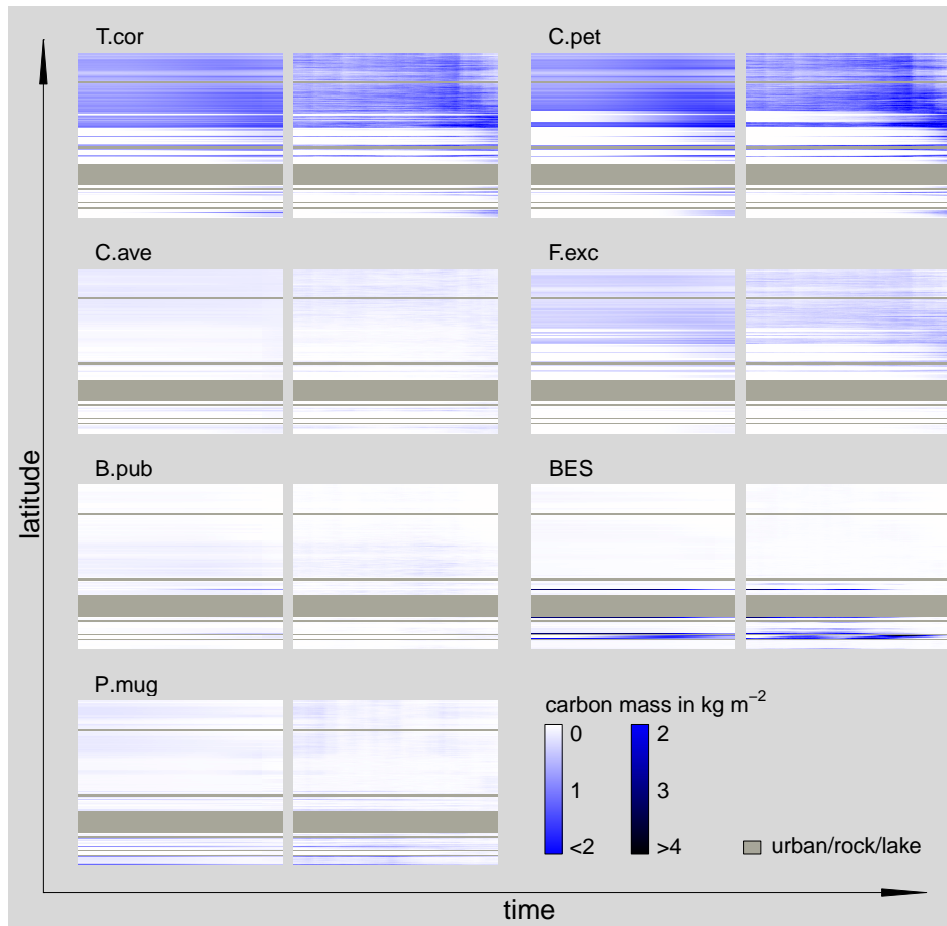 T.cor
C.pet
C.ave
F.exc
B.pub
BES
P.mug
carbon mass in kg m⁻²
0
1
<2
2
3
>4
urban/rock/lake
latitude
time